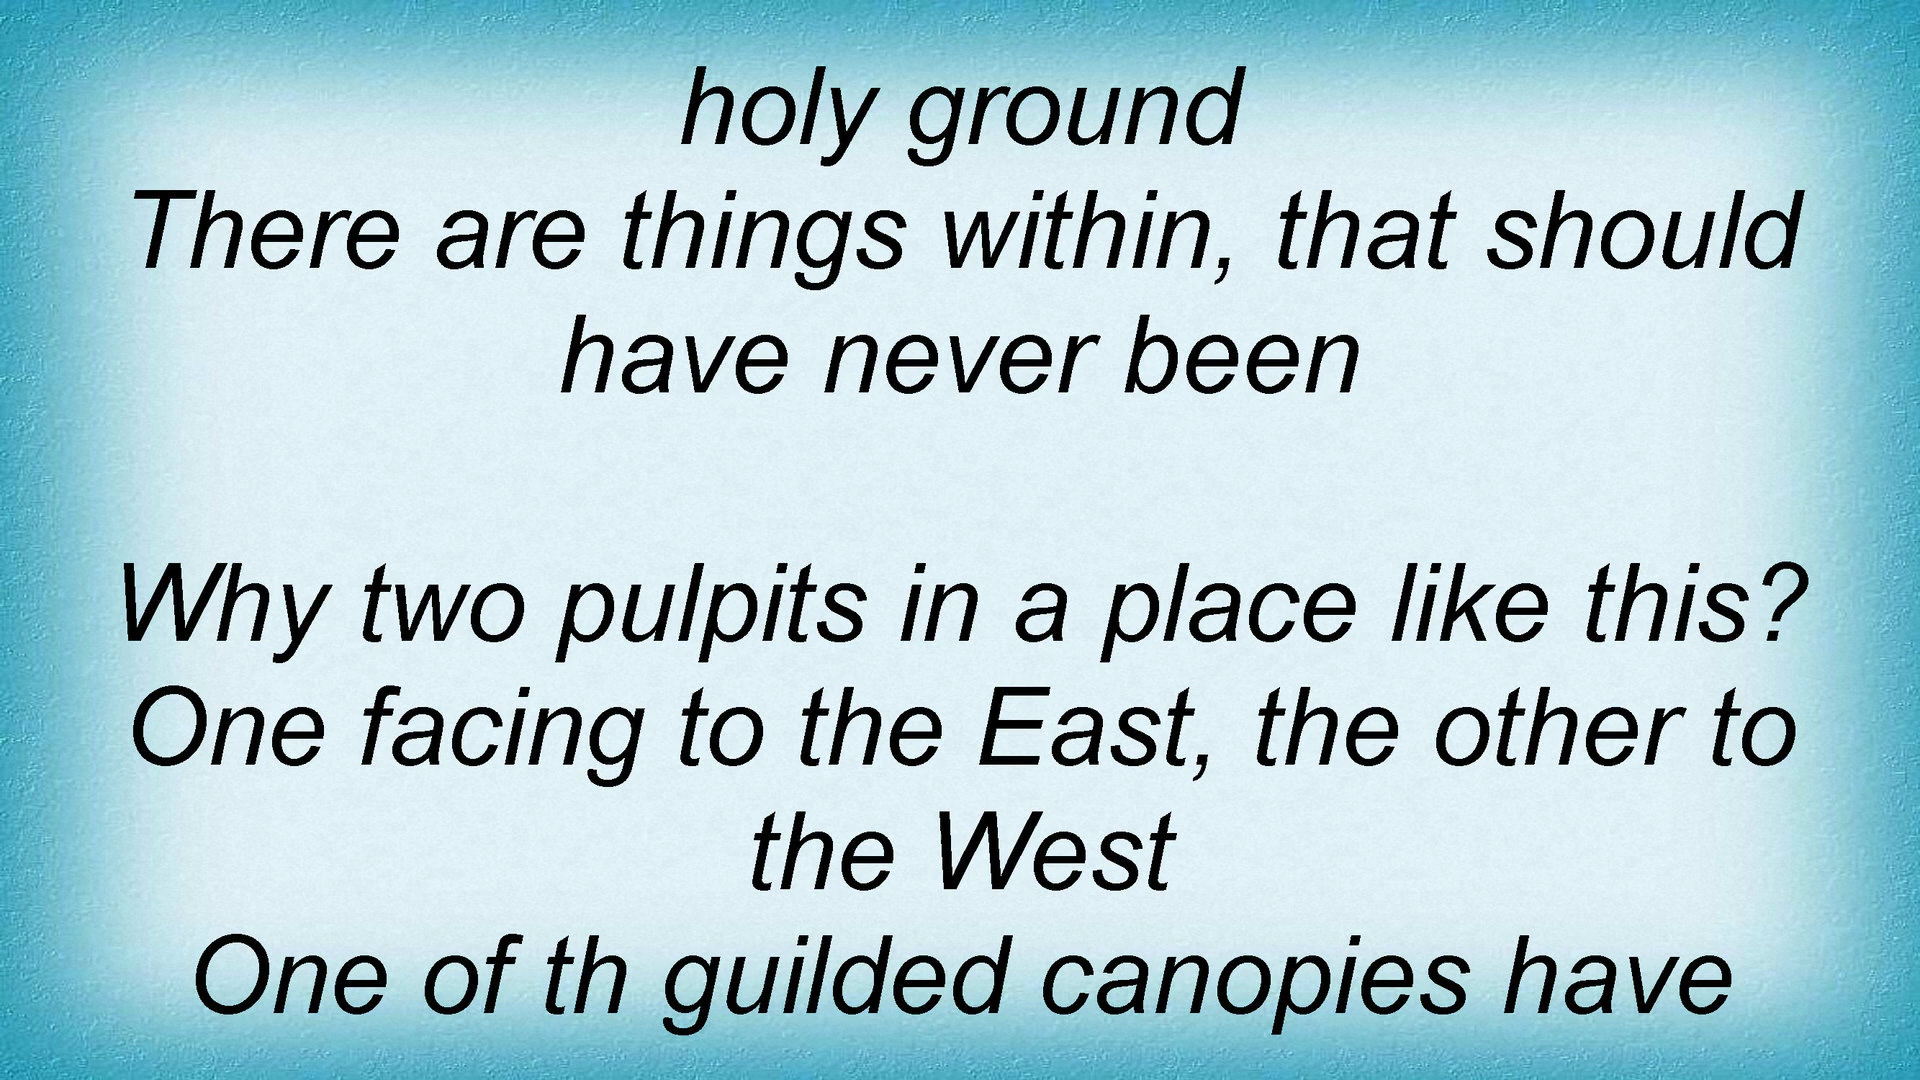 holy ground
There are things within, that should
have never been
Why two pulpits in a place like this?
One facing to the East, the other to
the West
One of th guilded canopies have